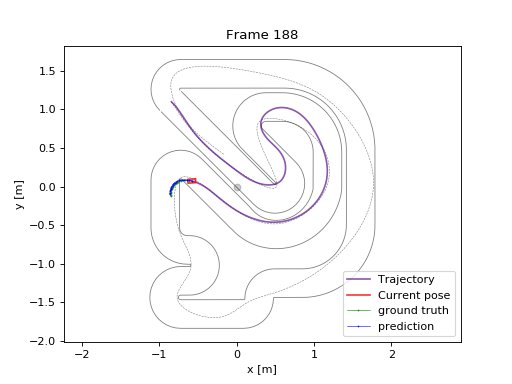 Frame 188
y [m]
1.5
1.0
0.5
0.0
−0.5
−1.0
−1.5
−2.0
−2 −1 0 1 2
x [m]
Trajectory
Current pose
ground truth
prediction